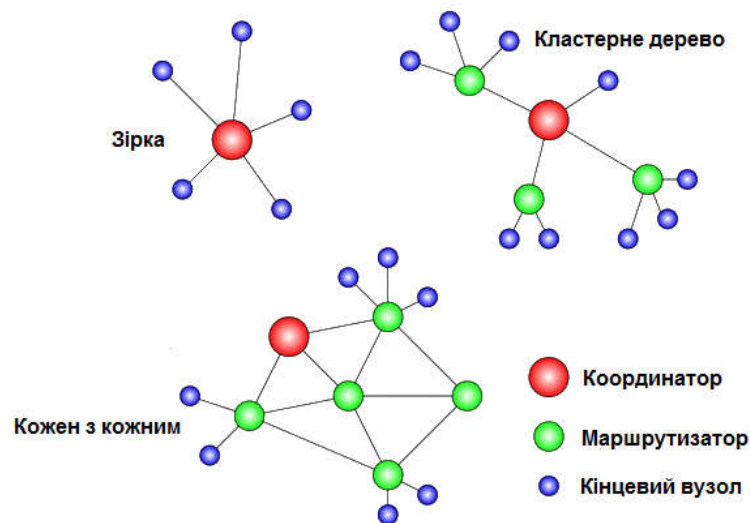 Кластерне дерево
Зірка
Координатор
Кожен з кожним
Маршрутизатор
Кінцевий вузол